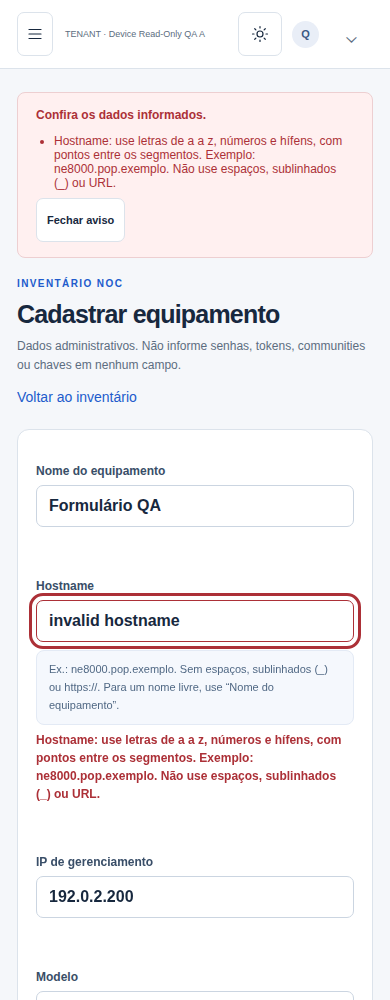 TENANT · Device Read-Only QA A
Q
Confira os dados informados.
• Hostname: use letras de a a z, números e hífens, com
pontos entre os segmentos. Exemplo:
ne8000.pop.exemplo. Não use espaços, sublinhados
(_) ou URL.
Fechar aviso
INVENTÁRIO NOC
Cadastrar equipamento
Dados administrativos. Não informe senhas, tokens, communities
ou chaves em nenhum campo.
Voltar ao inventário
Nome do equipamento
Formulário QA
Hostname
invalid hostname
Ex.: ne8000.pop.exemplo. Sem espaços, sublinhados (_)
ou https://. Para um nome livre, use “Nome do
equipamento”.
Hostname: use letras de a a z, números e hífens, com
pontos entre os segmentos. Exemplo:
ne8000.pop.exemplo. Não use espaços, sublinhados
(_) ou URL.
IP de gerenciamento
192.0.2.200
Modelo